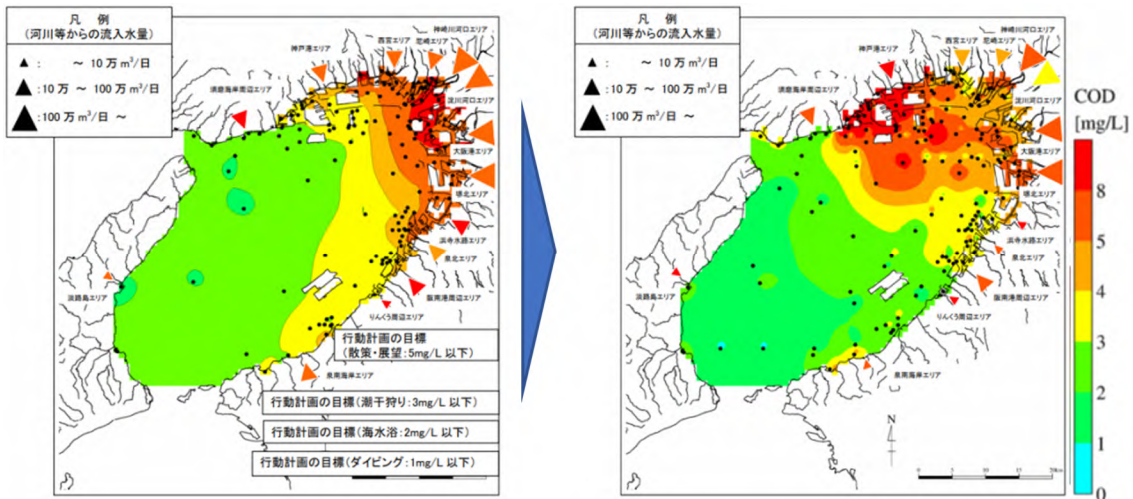 凡 例
(河川等からの流入水量)
▲: ~ 10 万 m³/日
▲:10 万 ~ 100 万 m³/日
▲:100 万 m³/日 ~
神崎川河口エリア
西宮エリア
尼崎エリア
神戸港エリア
須磨海岸周辺エリア
淀川河口エリア
大阪港エリア
堺北エリア
浜寺水路エリア
泉北エリア
阪南港周辺エリア
りんくう周辺エリア
淡路島エリア
泉南海岸エリア
行動計画の目標
(散策・展望:5mg/L 以下)
行動計画の目標(潮干狩り:3mg/L 以下)
行動計画の目標(海水浴:2mg/L 以下)
行動計画の目標(ダイビング:1mg/L 以下)
凡 例
(河川等からの流入水量)
▲: ~ 10 万 m³/日
▲:10 万 ~ 100 万 m³/日
▲:100 万 m³/日 ~
神崎川河口エリア
西宮エリア
尼崎エリア
神戸港エリア
須磨海岸周辺エリア
淀川河口エリア
大阪港エリア
堺北エリア
浜寺水路エリア
泉北エリア
阪南港周辺エリア
りんくう周辺エリア
淡路島エリア
泉南海岸エリア
N
0 5 10 15 20km
COD
[mg/L]
8
5
4
3
2
1
0